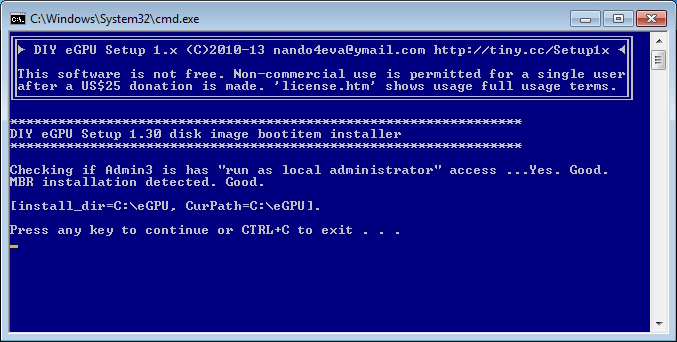 C:\Windows\System32\cmd.exe
► DIY eGPU Setup 1.x (C)2010-13 nando4eva@ymail.com http://tiny.cc/Setup1x ◄
This software is not free. Non-commercial use is permitted for a single user
after a US$25 donation is made. 'license.htm' shows usage full usage terms.
****************************************************************
DIY eGPU Setup 1.30 disk image bootitem installer
****************************************************************
Checking if Admin3 is has "run as local administrator" access ...Yes. Good.
MBR installation detected. Good.
[install_dir=C:\eGPU, CurPath=C:\eGPU].
Press any key to continue or CTRL+C to exit . . .